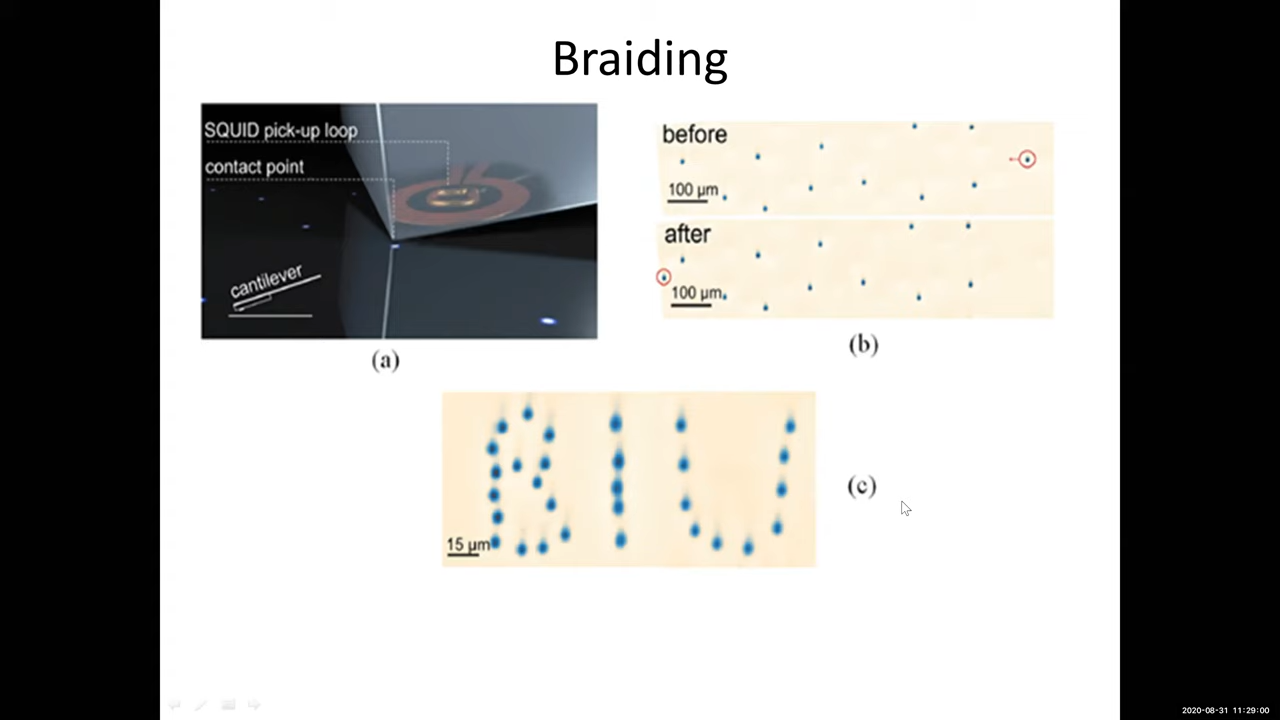 Braiding
SQUID pick-up loop
contact point
cantilever
(a)
before
100 µm
after
100 µm
(b)
15 µm
(c)
2020-08-31 11:29:00